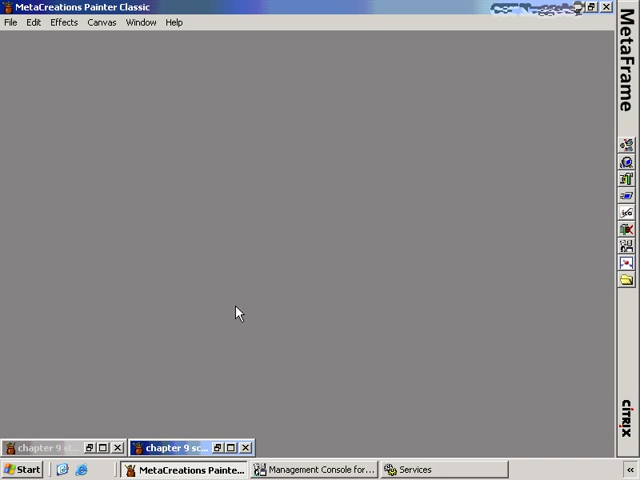 MetaCreations Painter Classic
File Edit Effects Canvas Window Help
MetaFrame
CITRIX
chapter 9 sc...
Start
MetaCreations Painte...
Management Console for...
Services